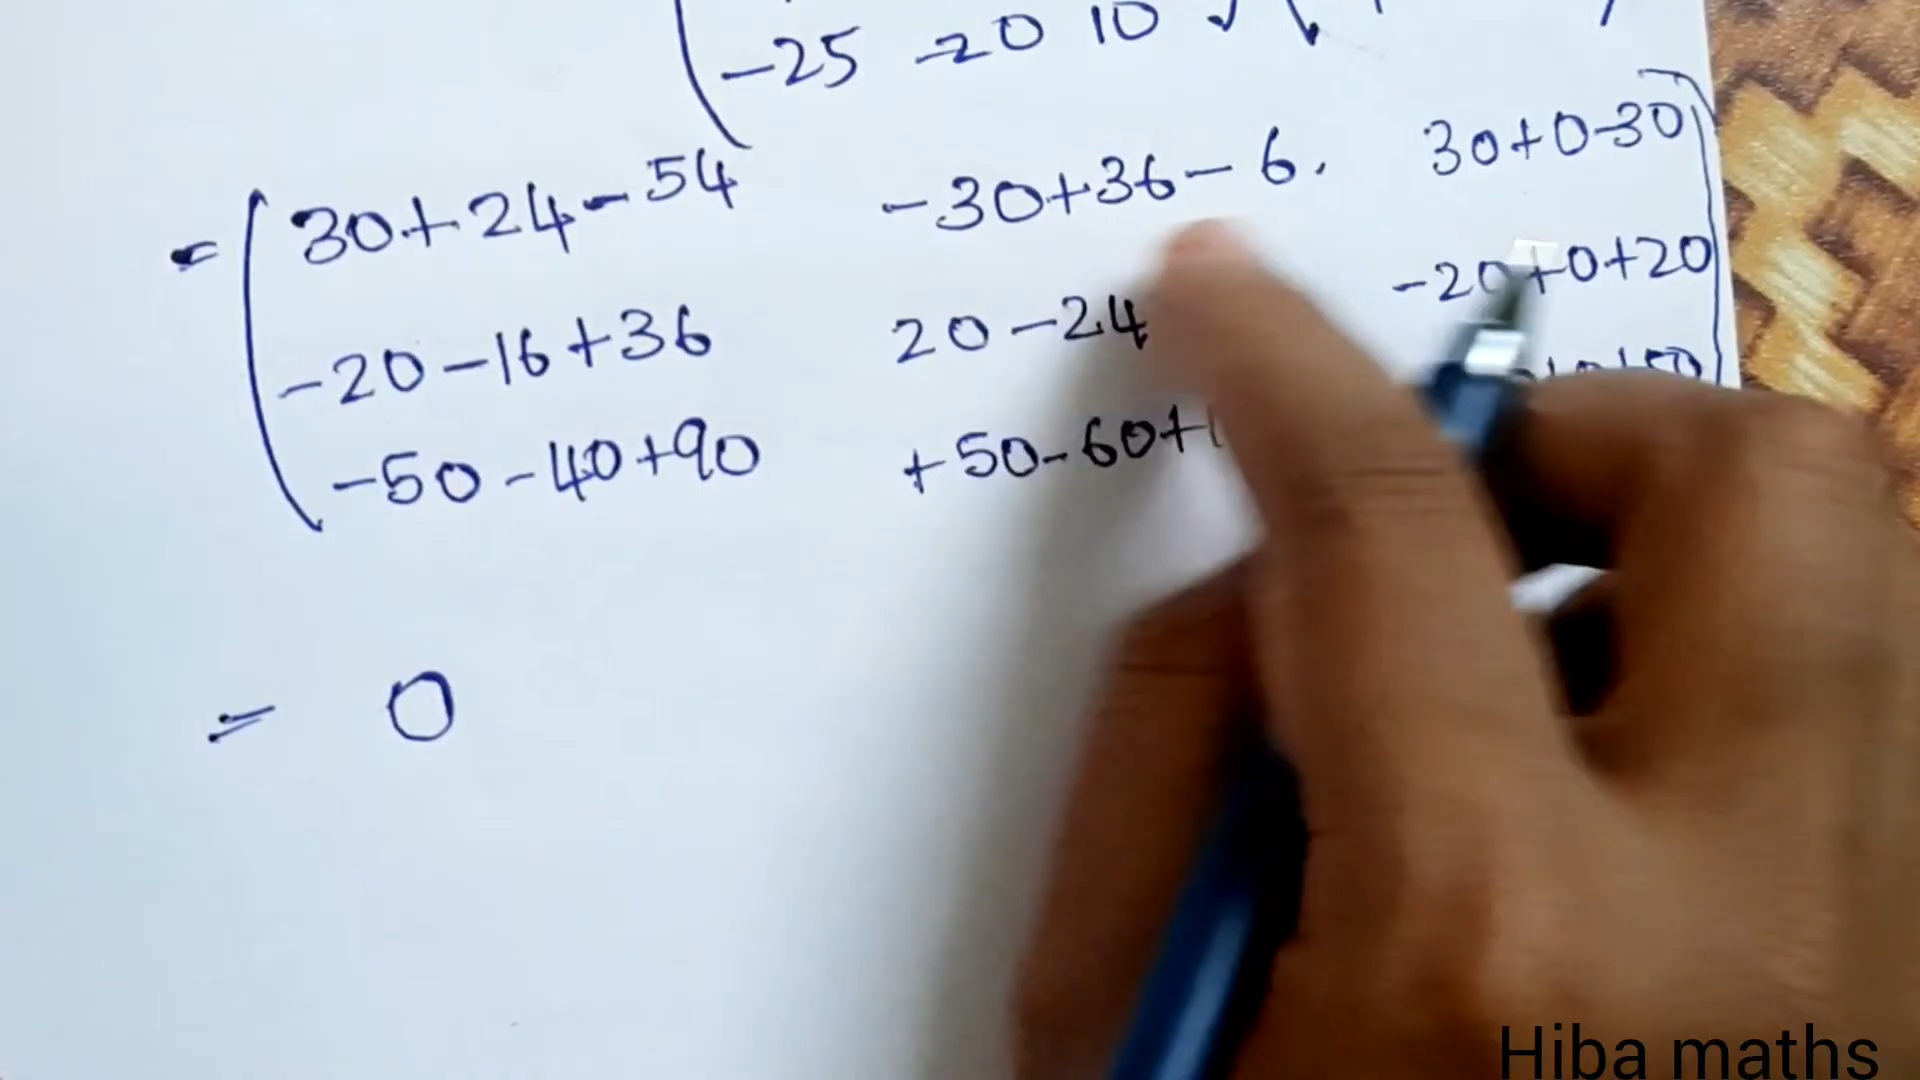 -25 -20 10
= 30+24-54 -30+36-6. 30+0-30
-20-16+36 20-24 -20+0+20
-50-40+90 +50-60+
= 0
Hiba maths